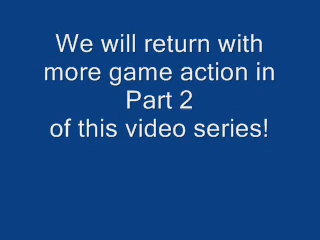 We will return with
more game action in
Part 2
of this video series!